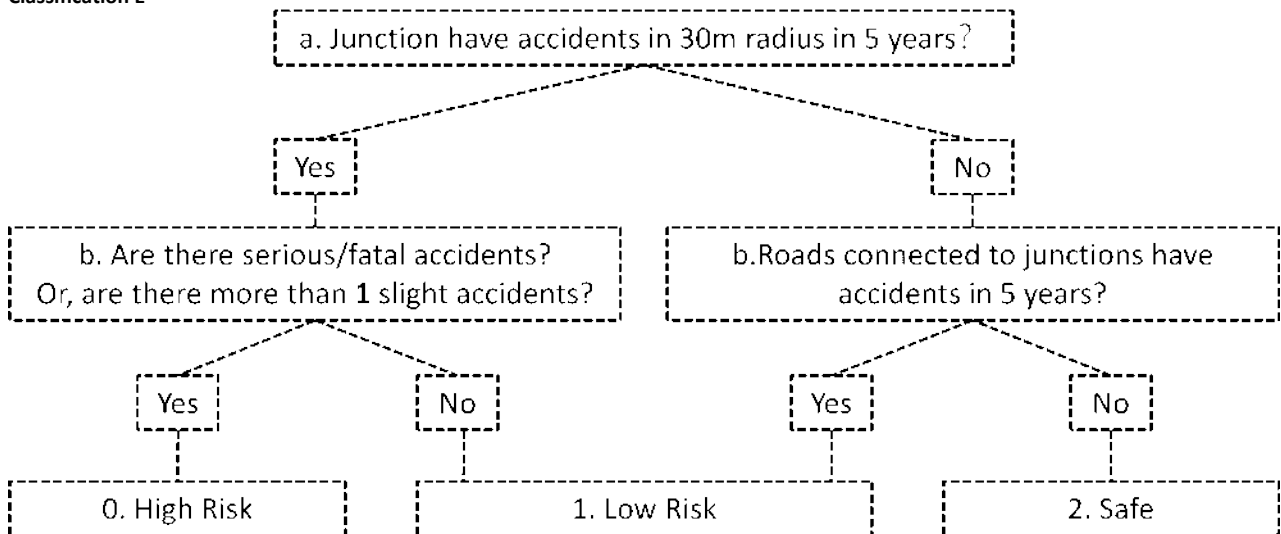 a. Junction have accidents in 30m radius in 5 years?
Yes
No
b. Are there serious/fatal accidents?
Or, are there more than 1 slight accidents?
b.Roads connected to junctions have
accidents in 5 years?
Yes
No
Yes
No
0. High Risk
1. Low Risk
2. Safe